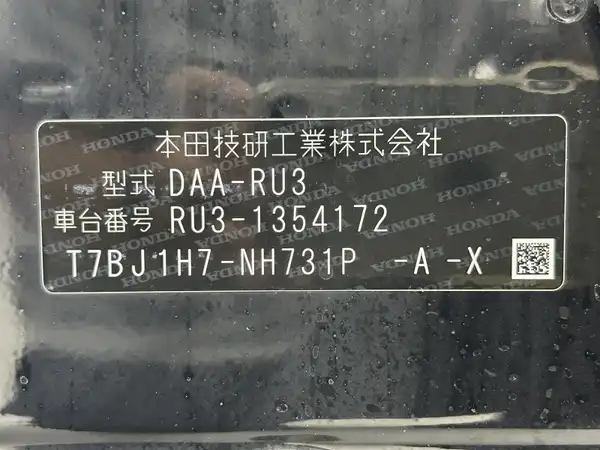 本田技研工業株式会社
型式 DAA-RU3
車台番号 RU3-1354172
T7BJ1H7-NH731P -A -X